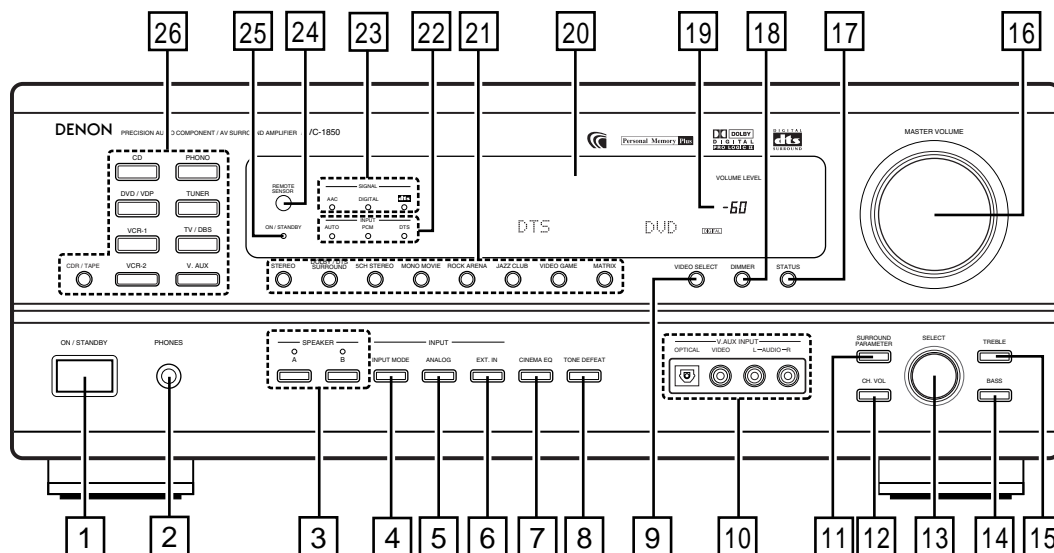 26 25 24 23 22 21 20 19 18 17 16
DENON PRECISION AUDIO COMPONENT / AV SURROUND AMPLIFIER AVC-1850
Personal Memory Plus
DOLBY
DIGITAL
PRO LOGIC II
DIGITAL
dts
SURROUND
MASTER VOLUME
CD PHONO
DVD / VDP TUNER
VCR-1 TV / DBS
CDR / TAPE VCR-2 V. AUX
REMOTE
SENSOR
SIGNAL
AAC DIGITAL dts
INPUT
AUTO PCM DTS
ON / STANDBY
VOLUME LEVEL
-60
DTS DVD DIGITAL
STEREO DOLBY / DTS SURROUND 5CH STEREO MONO MOVIE ROCK ARENA JAZZ CLUB VIDEO GAME MATRIX
VIDEO SELECT DIMMER STATUS
ON / STANDBY PHONES
SPEAKER
A B
INPUT
INPUT MODE ANALOG EXT. IN CINEMA EQ TONE DEFEAT
V.AUX INPUT
OPTICAL VIDEO L-AUDIO-R
SURROUND
PARAMETER
SELECT TREBLE
CH. VOL BASS
1 2 3 4 5 6 7 8 9 10 11 12 13 14 15